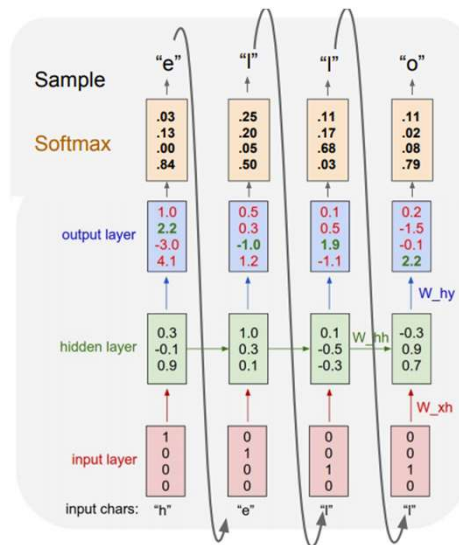 "e" "l" "l" "o"
Sample
Softmax
.03 .25 .11 .11
.13 .20 .17 .02
.00 .05 .68 .08
.84 .50 .03 .79
output layer
1.0 0.5 0.1 0.2
2.2 0.3 0.5 -1.5
-3.0 -1.0 1.9 -0.1
4.1 1.2 -1.1 2.2
W_hy
hidden layer
0.3 1.0 0.1 -0.3
-0.1 0.3 -0.5 0.9
0.9 0.1 -0.3 0.7
W_hh
W_xh
input layer
1 0 0 0
0 1 0 0
0 0 1 1
0 0 0 0
input chars: "h" "e" "l" "l"